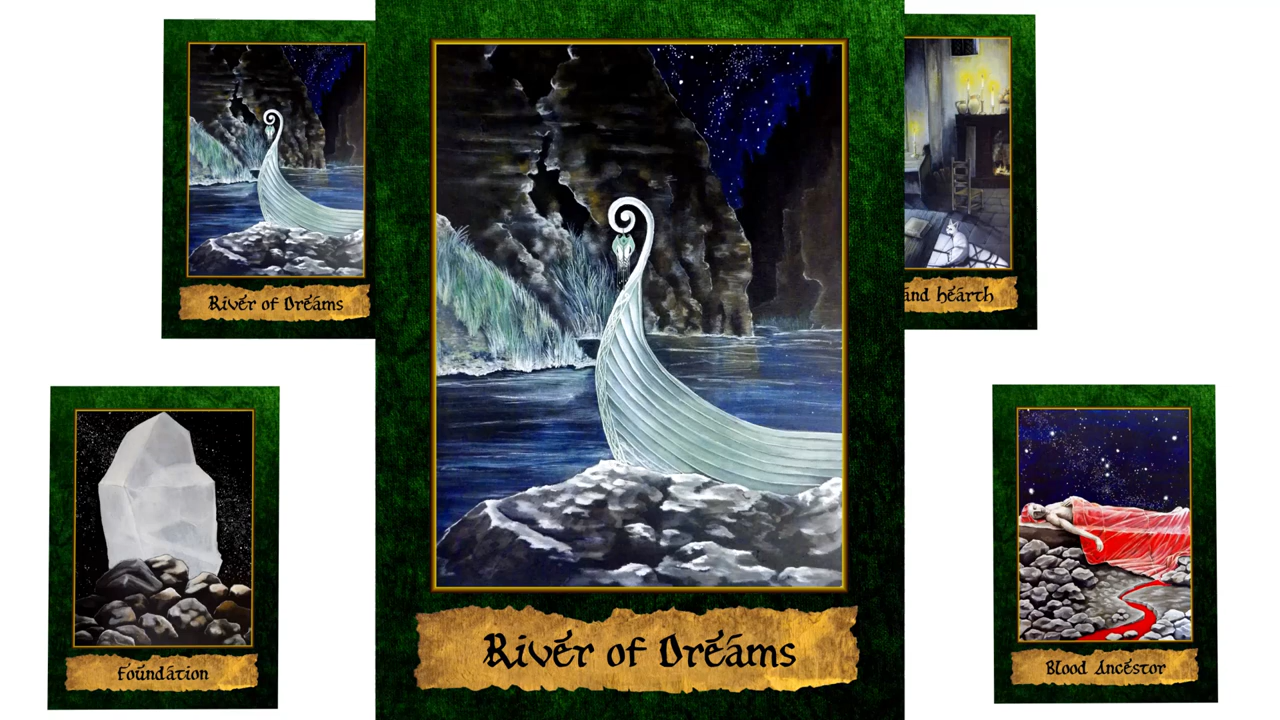 River of Dreams
and hearth
River of Dreams
Foundation
Blood Ancestor